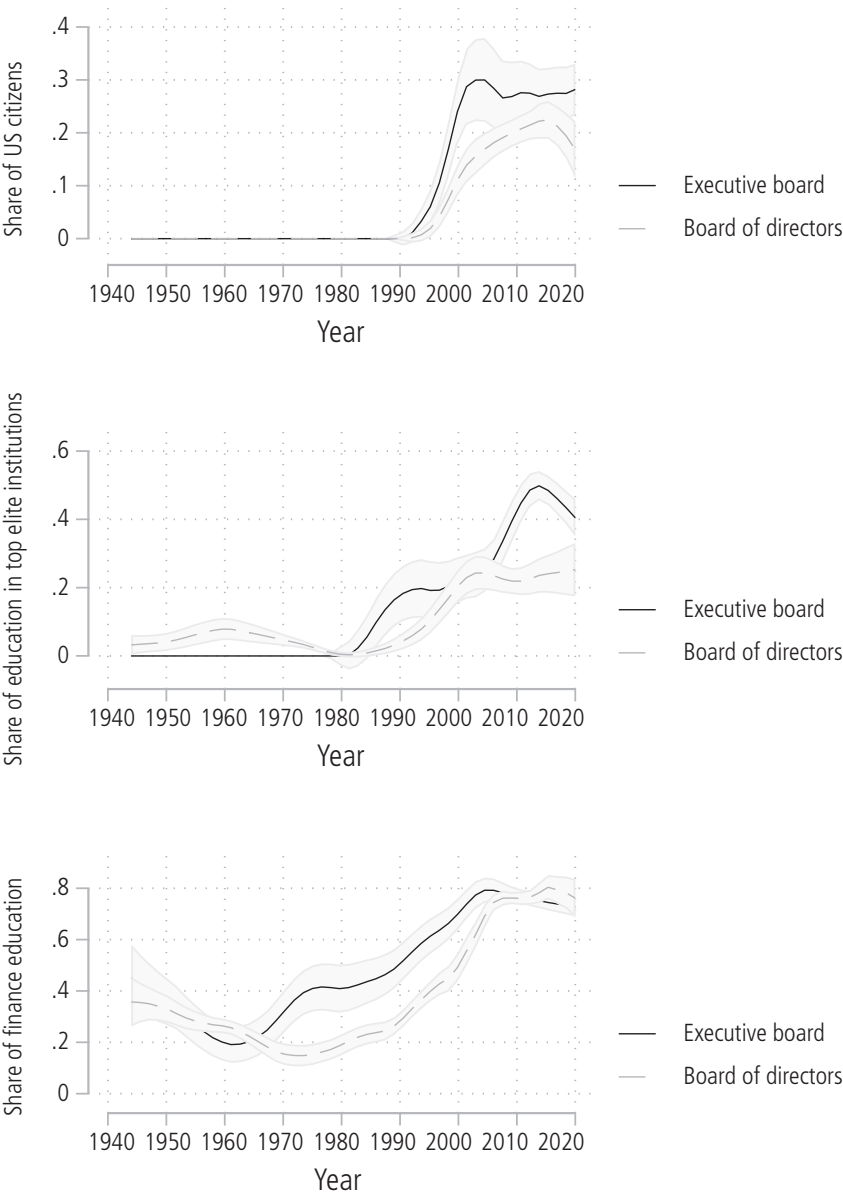 Share of US citizens
.4
.3
.2
.1
0
1940 1950 1960 1970 1980 1990 2000 2010 2020
Year
Executive board
Board of directors
Share of education in top elite institutions
.6
.4
.2
0
1940 1950 1960 1970 1980 1990 2000 2010 2020
Year
Executive board
Board of directors
Share of finance education
.8
.6
.4
.2
0
1940 1950 1960 1970 1980 1990 2000 2010 2020
Year
Executive board
Board of directors